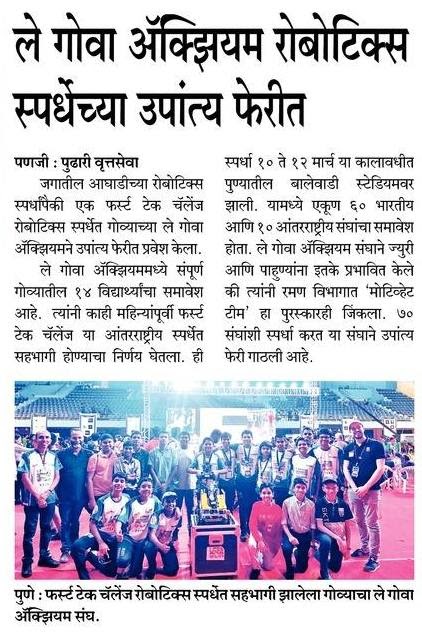 ले गोवा ॲक्झियम रोबोटिक्स
स्पर्धेच्या उपांत्य फेरीत
पणजी : पुढारी वृत्तसेवा
जगातील आघाडीच्या रोबोटिक्स
स्पर्धांपैकी एक फर्स्ट टेक चॅलेंज
रोबोटिक्स स्पर्धेत गोव्याच्या ले गोवा
ॲक्झियमने उपांत्य फेरीत प्रवेश केला.
ले गोवा ॲक्झियममध्ये संपूर्ण
गोव्यातील १४ विद्यार्थ्यांचा समावेश
आहे. त्यांनी काही महिन्यांपूर्वी फर्स्ट
टेक चॅलेंज या आंतरराष्ट्रीय स्पर्धेत
सहभागी होण्याचा निर्णय घेतला. ही
स्पर्धा १० ते १२ मार्च या कालावधीत
पुण्यातील बालेवाडी स्टेडियमवर
झाली. यामध्ये एकूण ६० भारतीय
आणि १० आंतरराष्ट्रीय संघांचा समावेश
होता. ले गोवा ॲक्झियम संघाने ज्युरी
आणि पाहुण्यांना इतके प्रभावित केले
की त्यांनी रमण विभागात ‘मोटिव्हेट
टीम’ हा पुरस्कारही जिंकला. ७०
संघांशी स्पर्धा करत या संघाने उपांत्य
फेरी गाठली आहे.
पुणे : फर्स्ट टेक चॅलेंज रोबोटिक्स स्पर्धेत सहभागी झालेला गोव्याचा ले गोवा
ॲक्झियम संघ.